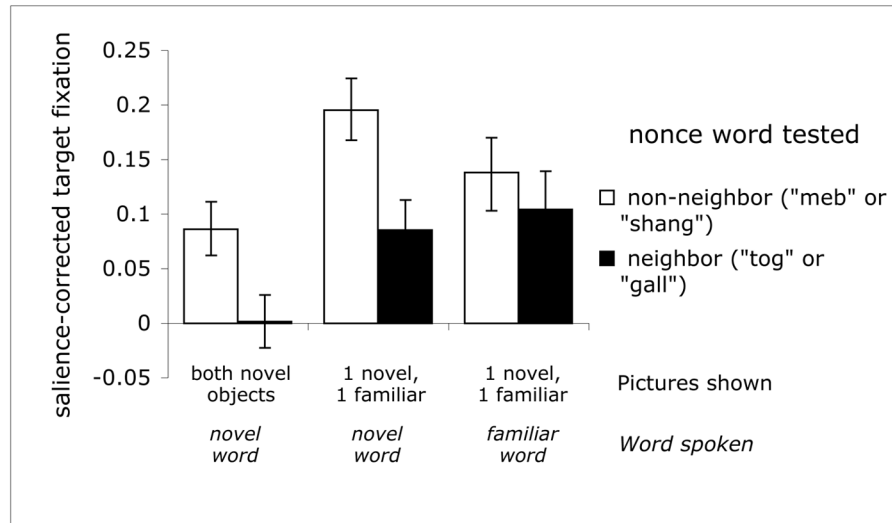 salience-corrected target fixation
0.25
0.2
0.15
0.1
0.05
0
-0.05
both novel
objects
1 novel,
1 familiar
1 novel,
1 familiar
Pictures shown
novel
word
novel
word
familiar
word
Word spoken
nonce word tested
non-neighbor ("meb" or
"shang")
neighbor ("tog" or
"gall")